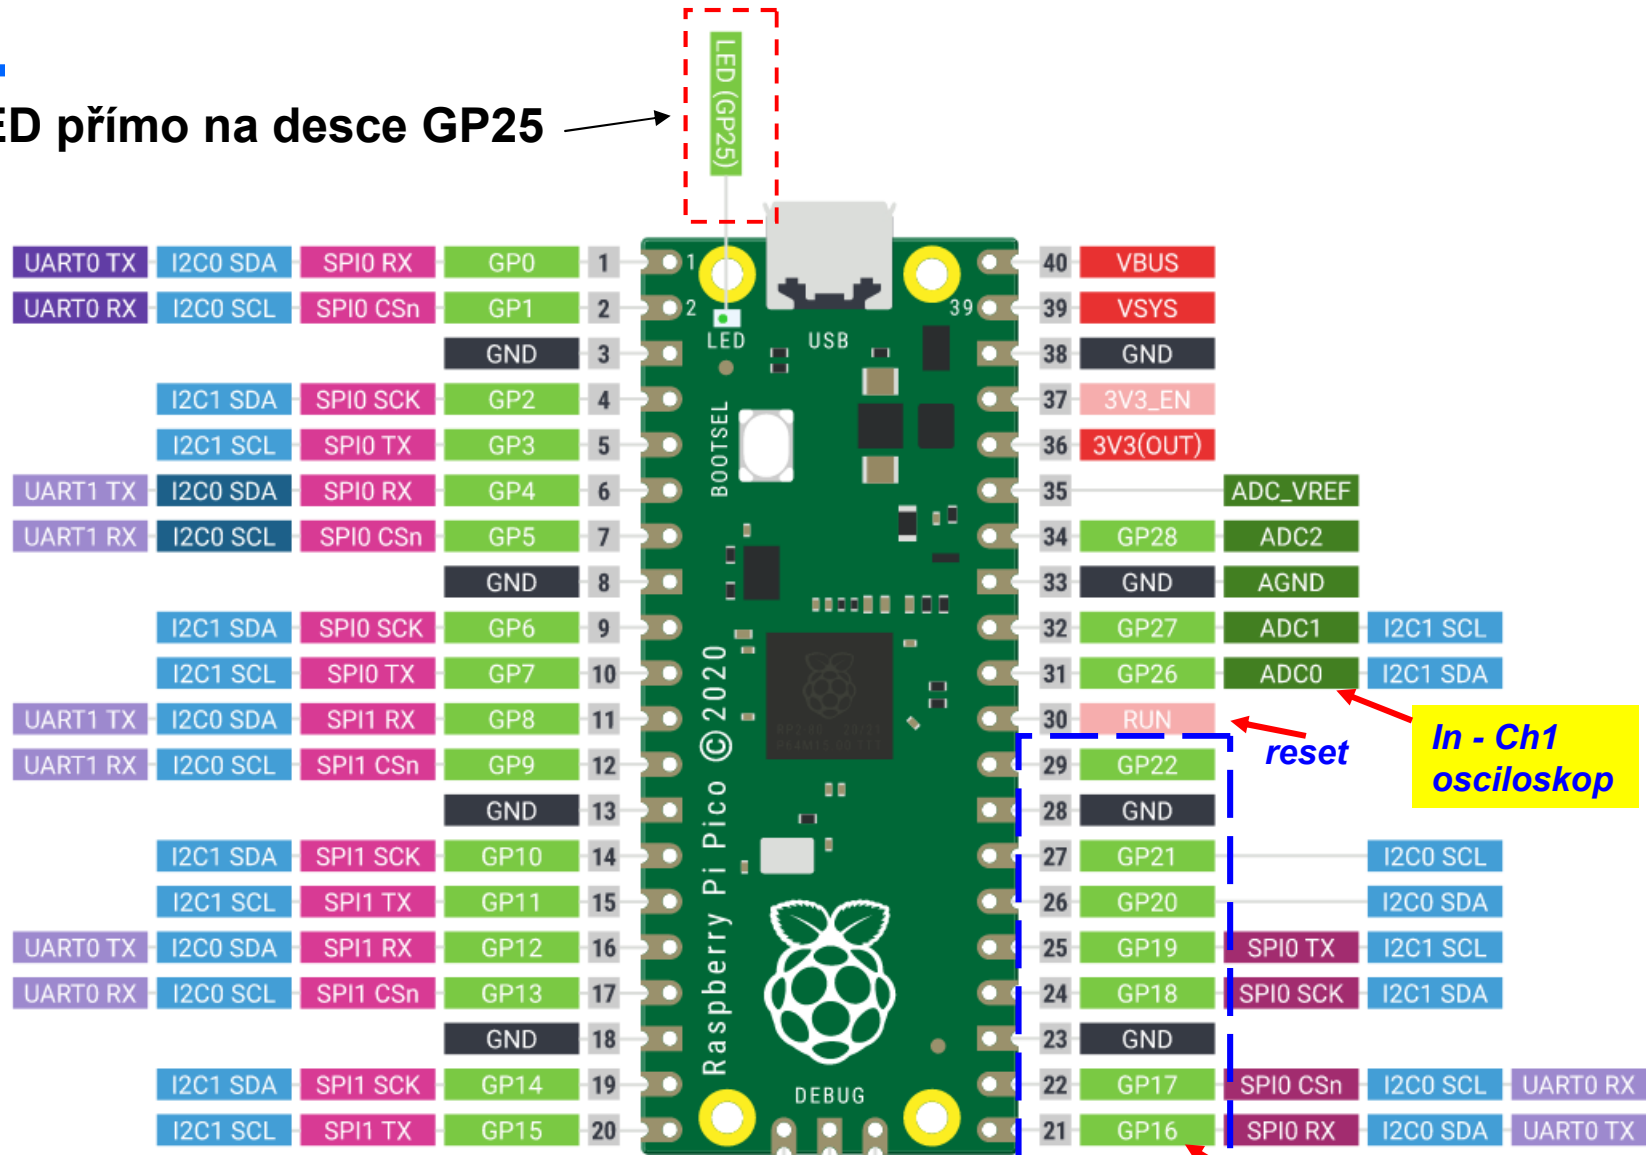 LED (GP25)
ED přímo na desce GP25
UART0 TX I2C0 SDA SPI0 RX GP0 1 1 40 VBUS
UART0 RX I2C0 SCL SPI0 CSn GP1 2 2 39 39 VSYS
LED USB
GND 3 38 GND
I2C1 SDA SPI0 SCK GP2 4 37 3V3_EN
I2C1 SCL SPI0 TX GP3 5 36 3V3(OUT)
BOOTSEL
UART1 TX I2C0 SDA SPI0 RX GP4 6 35 ADC_VREF
UART1 RX I2C0 SCL SPI0 CSn GP5 7 34 GP28 ADC2
GND 8 33 GND AGND
I2C1 SDA SPI0 SCK GP6 9 32 GP27 ADC1 I2C1 SCL
I2C1 SCL SPI0 TX GP7 10 31 GP26 ADC0 I2C1 SDA
UART1 TX I2C0 SDA SPI1 RX GP8 11 30 RUN
reset
In - Ch1
osciloskop
UART1 RX I2C0 SCL SPI1 CSn GP9 12 29 GP22
GND 13 28 GND
Raspberry Pi Pico ©2020
I2C1 SDA SPI1 SCK GP10 14 27 GP21 I2C0 SCL
I2C1 SCL SPI1 TX GP11 15 26 GP20 I2C0 SDA
UART0 TX I2C0 SDA SPI1 RX GP12 16 25 GP19 SPI0 TX I2C1 SCL
UART0 RX I2C0 SCL SPI1 CSn GP13 17 24 GP18 SPI0 SCK I2C1 SDA
GND 18 23 GND
I2C1 SDA SPI1 SCK GP14 19 22 GP17 SPI0 CSn I2C0 SCL UART0 RX
DEBUG
I2C1 SCL SPI1 TX GP15 20 21 GP16 SPI0 RX I2C0 SDA UART0 TX